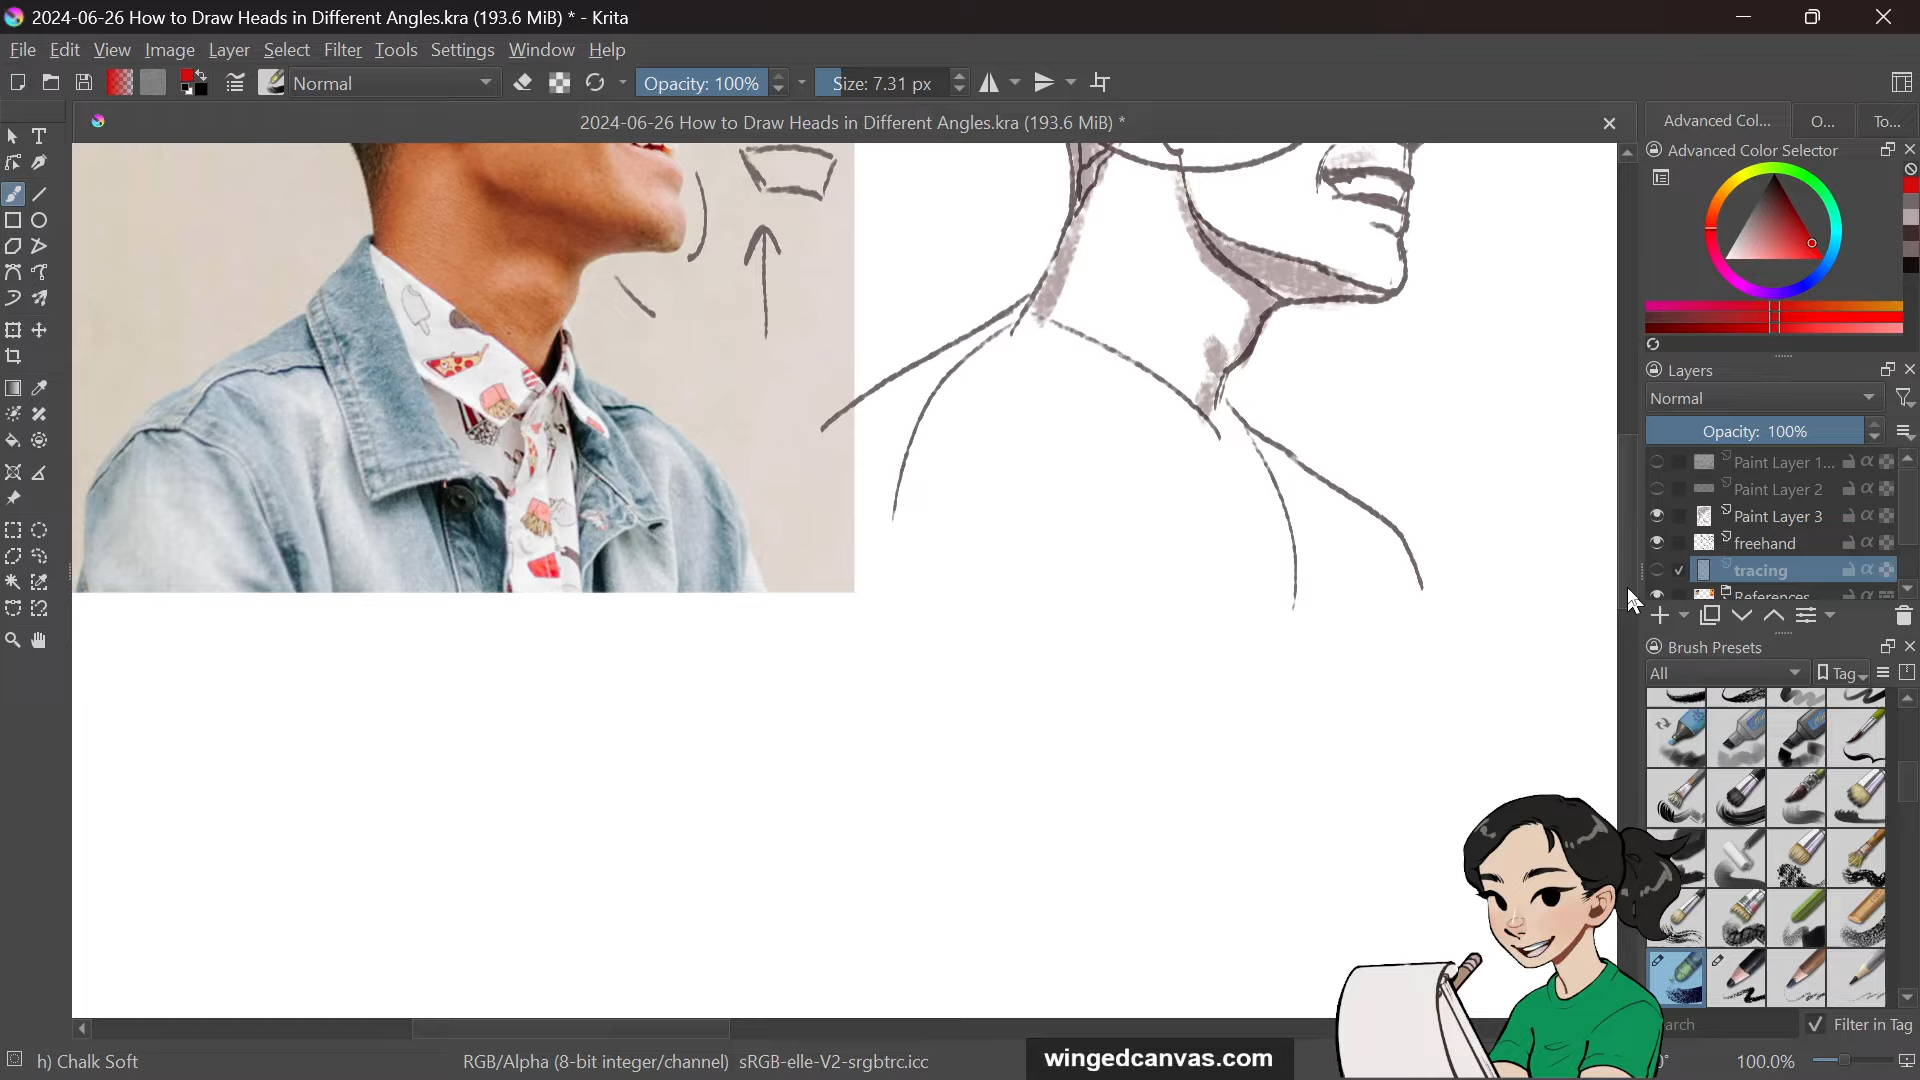 2024-06-26 How to Draw Heads in Different Angles.kra (193.6 MiB) * - Krita
File Edit View Image Layer Select Filter Tools Settings Window Help
Normal Opacity: 100% Size: 7.31 px
2024-06-26 How to Draw Heads in Different Angles.kra (193.6 MiB) *
Advanced Col... O... To...
Advanced Color Selector
Layers
Normal
Opacity: 100%
Paint Layer 1...
Paint Layer 2
Paint Layer 3
freehand
tracing
References
Brush Presets
All Tag
Filter in Tag
h) Chalk Soft RGB/Alpha (8-bit integer/channel) sRGB-elle-V2-srgbtrc.icc 100.0%
wingedcanvas.com